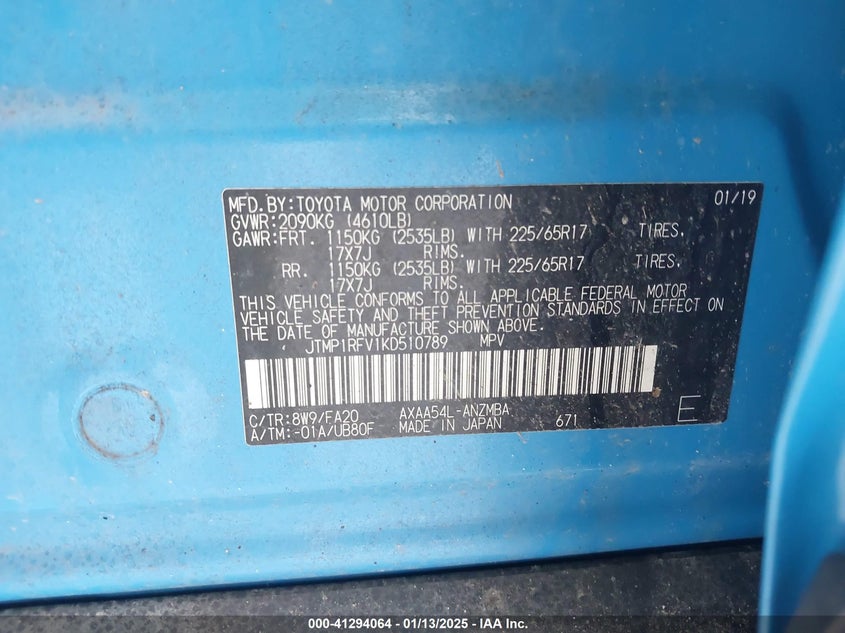 MFD.BY:TOYOTA MOTOR CORPORATION 01/19
GVWR:2090KG (4610LB)
GAWR:FRT. 1150KG (2535LB) WITH 225/65R17 TIRES.
17X7J RIMS.
RR. 1150KG (2535LB) WITH 225/65R17 TIRES.
17X7J RIMS.
THIS VEHICLE CONFORMS TO ALL APPLICABLE FEDERAL MOTOR
VEHICLE SAFETY AND THEFT PREVENTION STANDARDS IN EFFECT ON
THE DATE OF MANUFACTURE SHOWN ABOVE.
JTMP1RFV1KD510789 MPV
C/TR:8W9/FA20 AXAA54L-ANZMBA
A/TM:-01A/UB80F MADE IN JAPAN 671 E
000-41294064 - 01/13/2025 - IAA Inc.